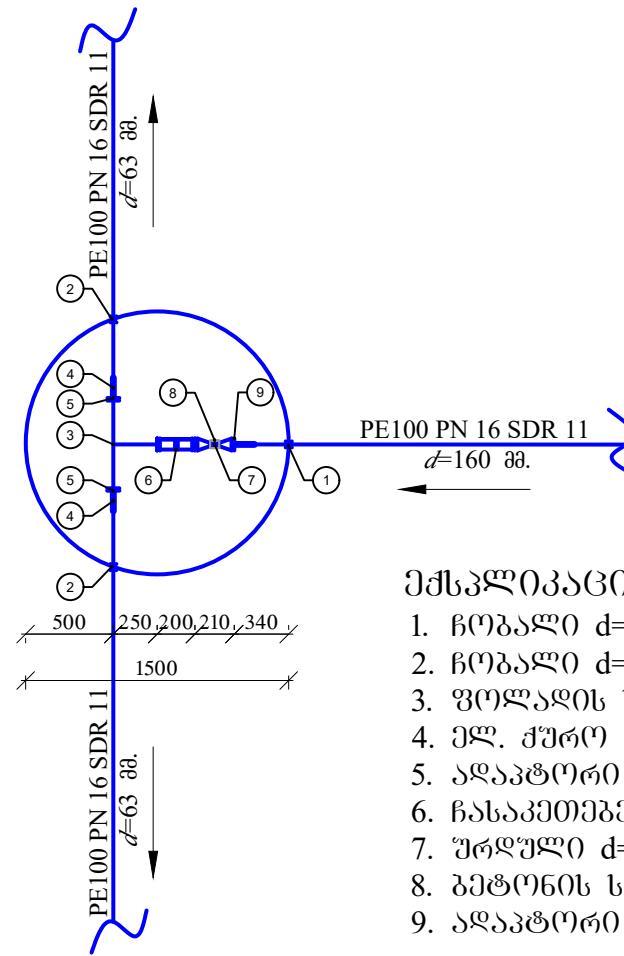 PE100 PN 16 SDR 11
d=63 მმ.
2
4
5
3
8
9
5
4
6
7
1
2
PE100 PN 16 SDR 11
d=160 მმ.
500 250 200 210 340
1500
PE100 PN 16 SDR 11
d=63 მმ.
ექსპლიკაცი
1. ჩობალი d=
2. ჩობალი d=
3. ფოლადის
4. ელ. ქურო
5. ადაპტორი
6. ჩასაკეთებე
7. ურდული d=
8. ბეტონის ს
9. ადაპტორი